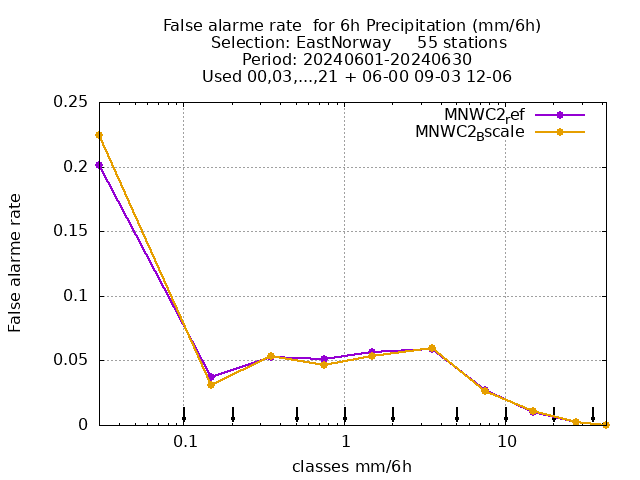 False alarme rate  for 6h Precipitation (mm/6h)
Selection: EastNorway     55 stations
Period: 20240601-20240630
Used 00,03,...,21 + 06-00 09-03 12-06
MNWC2ref
MNWC2Bscale
0.25
0.2
0.15
0.1
0.05
0
False alarme rate
0.1 1 10
classes mm/6h